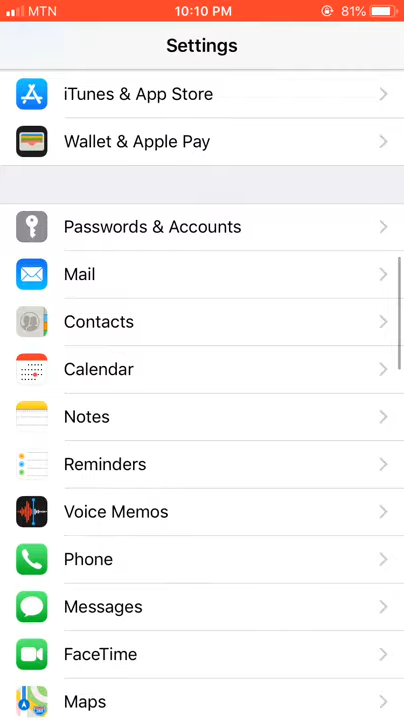 MTN 10:10 PM 81%
Settings
iTunes & App Store
Wallet & Apple Pay
Passwords & Accounts
Mail
Contacts
Calendar
Notes
Reminders
Voice Memos
Phone
Messages
FaceTime
Maps